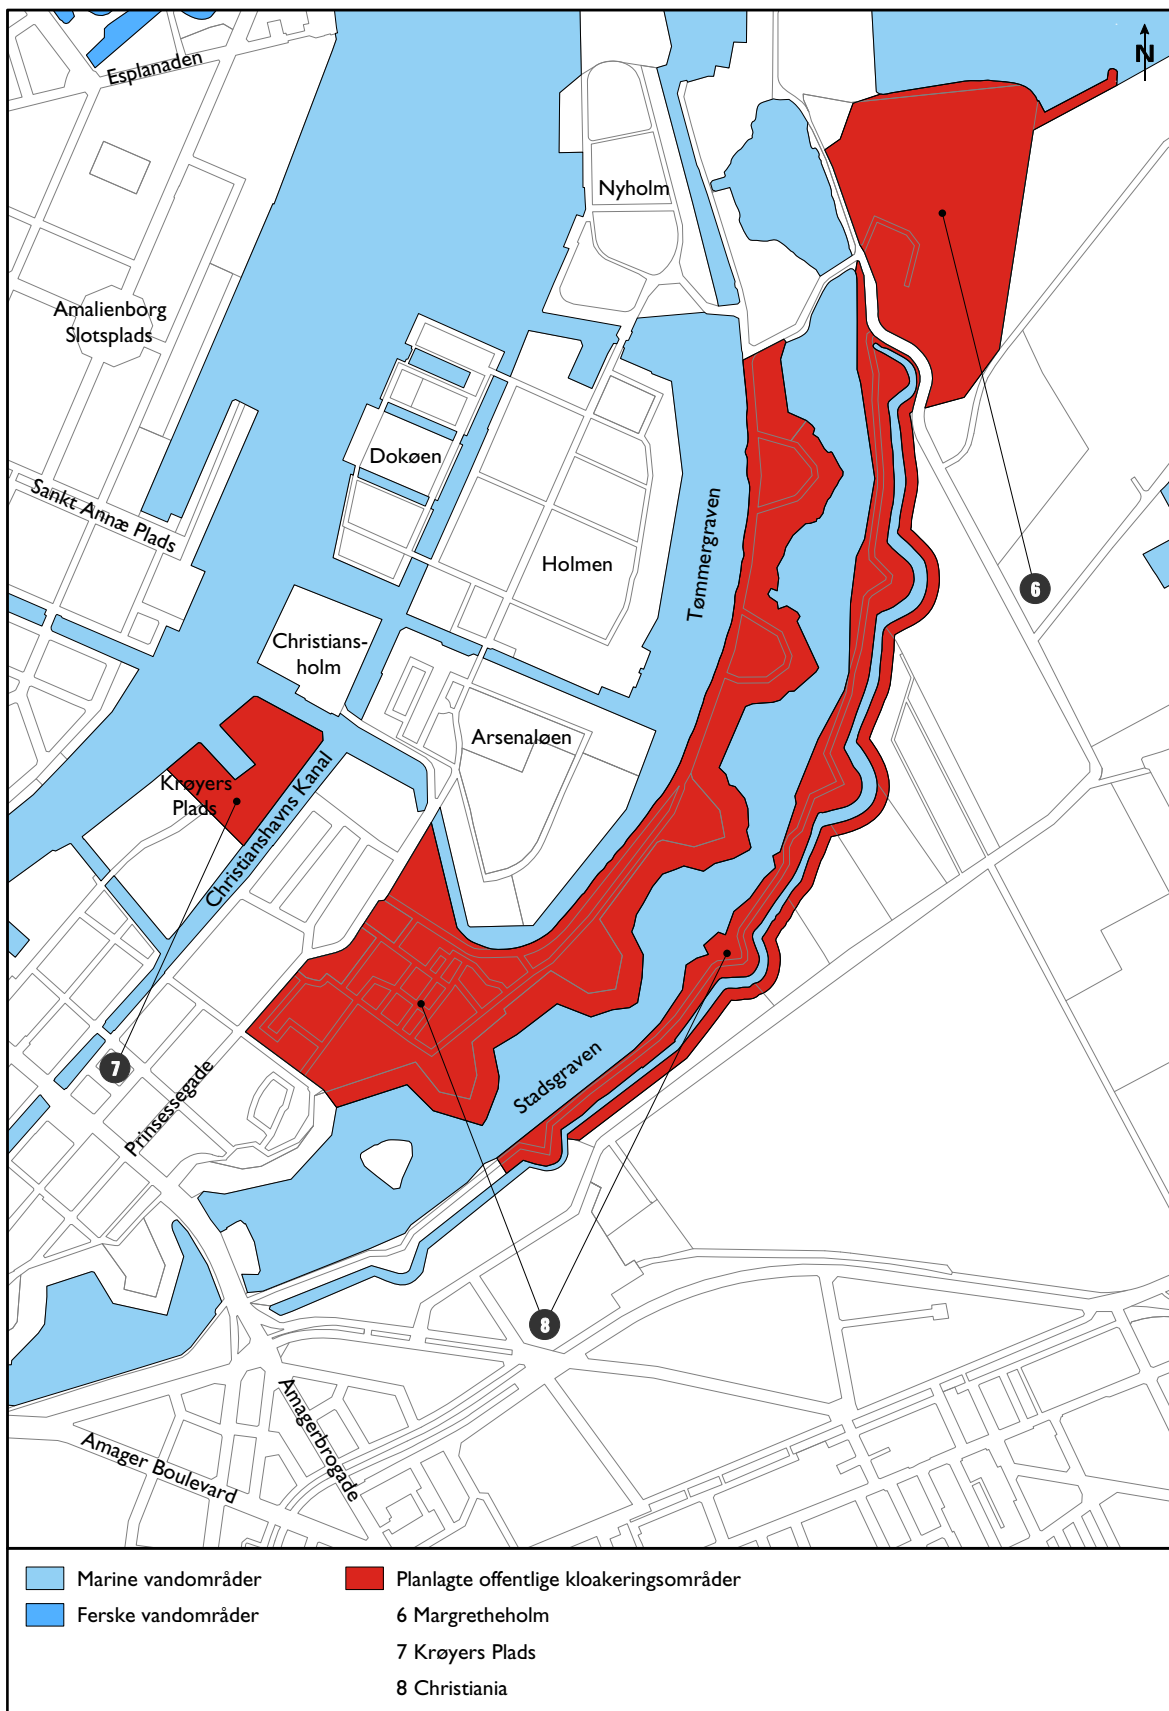 Esplanaden
N
Nyholm
Amalienborg
Slotsplads
Dokøen
Sankt Annæ Plads
Tømmergraven
Holmen
6
Christians-
holm
Arsenaløen
Krøyers
Plads
Christianshavns Kanal
7
Stadsgraven
Prinsessegade
8
Amagerbrogade
Amager Boulevard
Marine vandområder
Ferske vandområder
Planlagte offentlige kloakeringsområder
6 Margretheholm
7 Krøyers Plads
8 Christiania